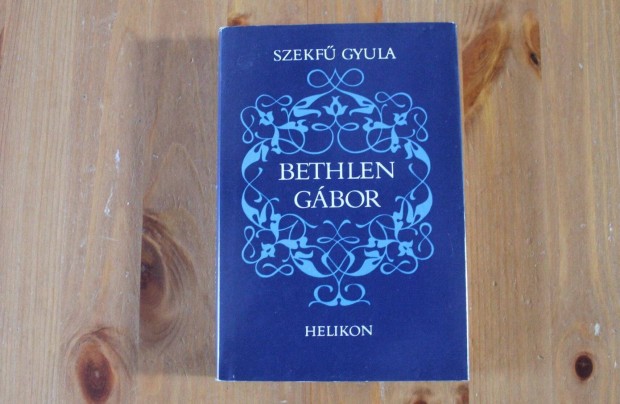 SZEKFŰ GYULA
BETHLEN
GÁBOR
HELIKON